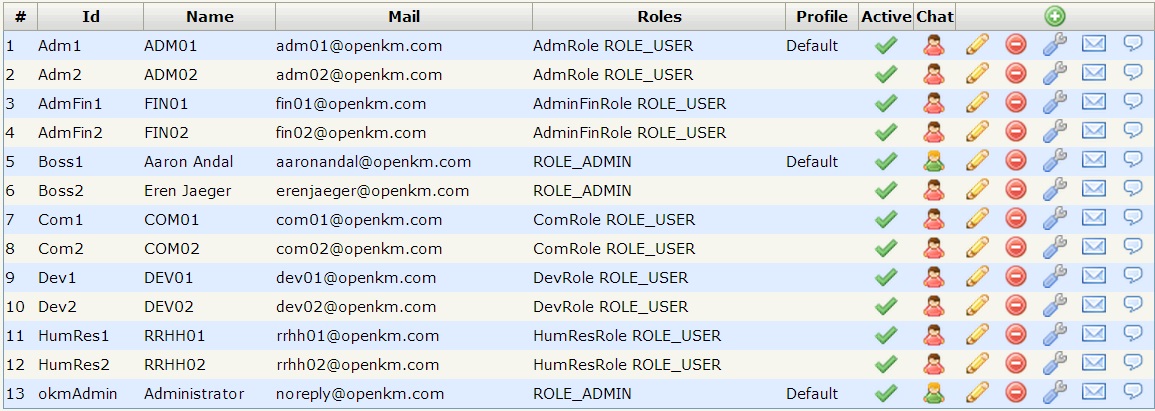 # Id Name Mail Roles Profile Active Chat
1 Adm1 ADM01 adm01@openkm.com AdmRole ROLE_USER Default
2 Adm2 ADM02 adm02@openkm.com AdmRole ROLE_USER
3 AdmFin1 FIN01 fin01@openkm.com AdminFinRole ROLE_USER
4 AdmFin2 FIN02 fin02@openkm.com AdminFinRole ROLE_USER
5 Boss1 Aaron Andal aaronandal@openkm.com ROLE_ADMIN Default
6 Boss2 Eren Jaeger erenjaeger@openkm.com ROLE_ADMIN
7 Com1 COM01 com01@openkm.com ComRole ROLE_USER
8 Com2 COM02 com02@openkm.com ComRole ROLE_USER
9 Dev1 DEV01 dev01@openkm.com DevRole ROLE_USER
10 Dev2 DEV02 dev02@openkm.com DevRole ROLE_USER
11 HumRes1 RRHH01 rrhh01@openkm.com HumResRole ROLE_USER
12 HumRes2 RRHH02 rrhh02@openkm.com HumResRole ROLE_USER
13 okmAdmin Administrator noreply@openkm.com ROLE_ADMIN Default